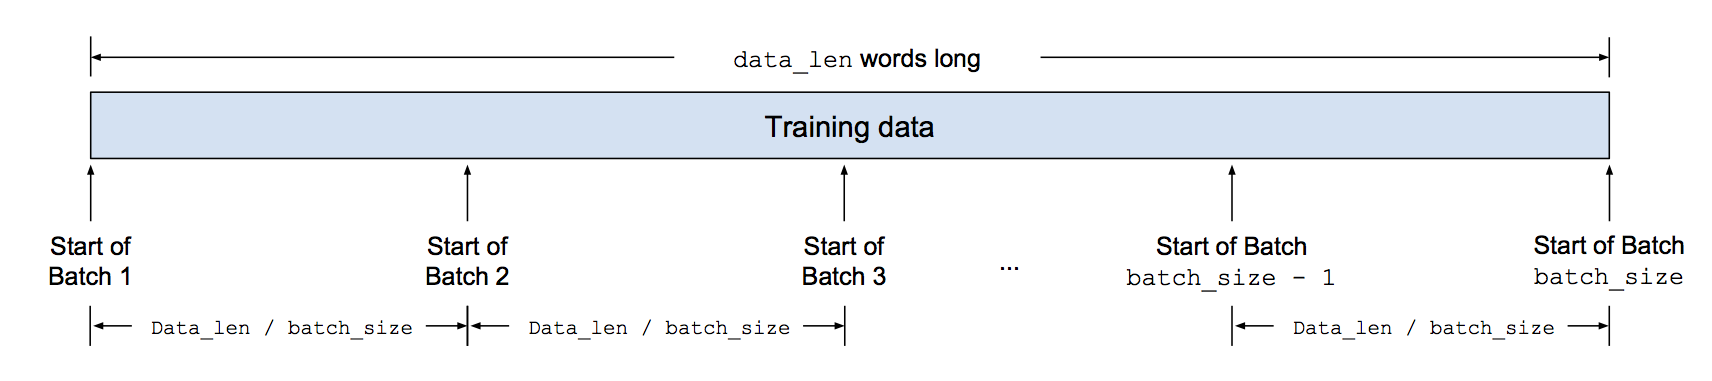 data_len words long
Training data
Start of
Batch 1
Start of
Batch 2
Start of
Batch 3
...
Start of Batch
batch_size - 1
Start of Batch
batch_size
Data_len / batch_size
Data_len / batch_size
Data_len / batch_size